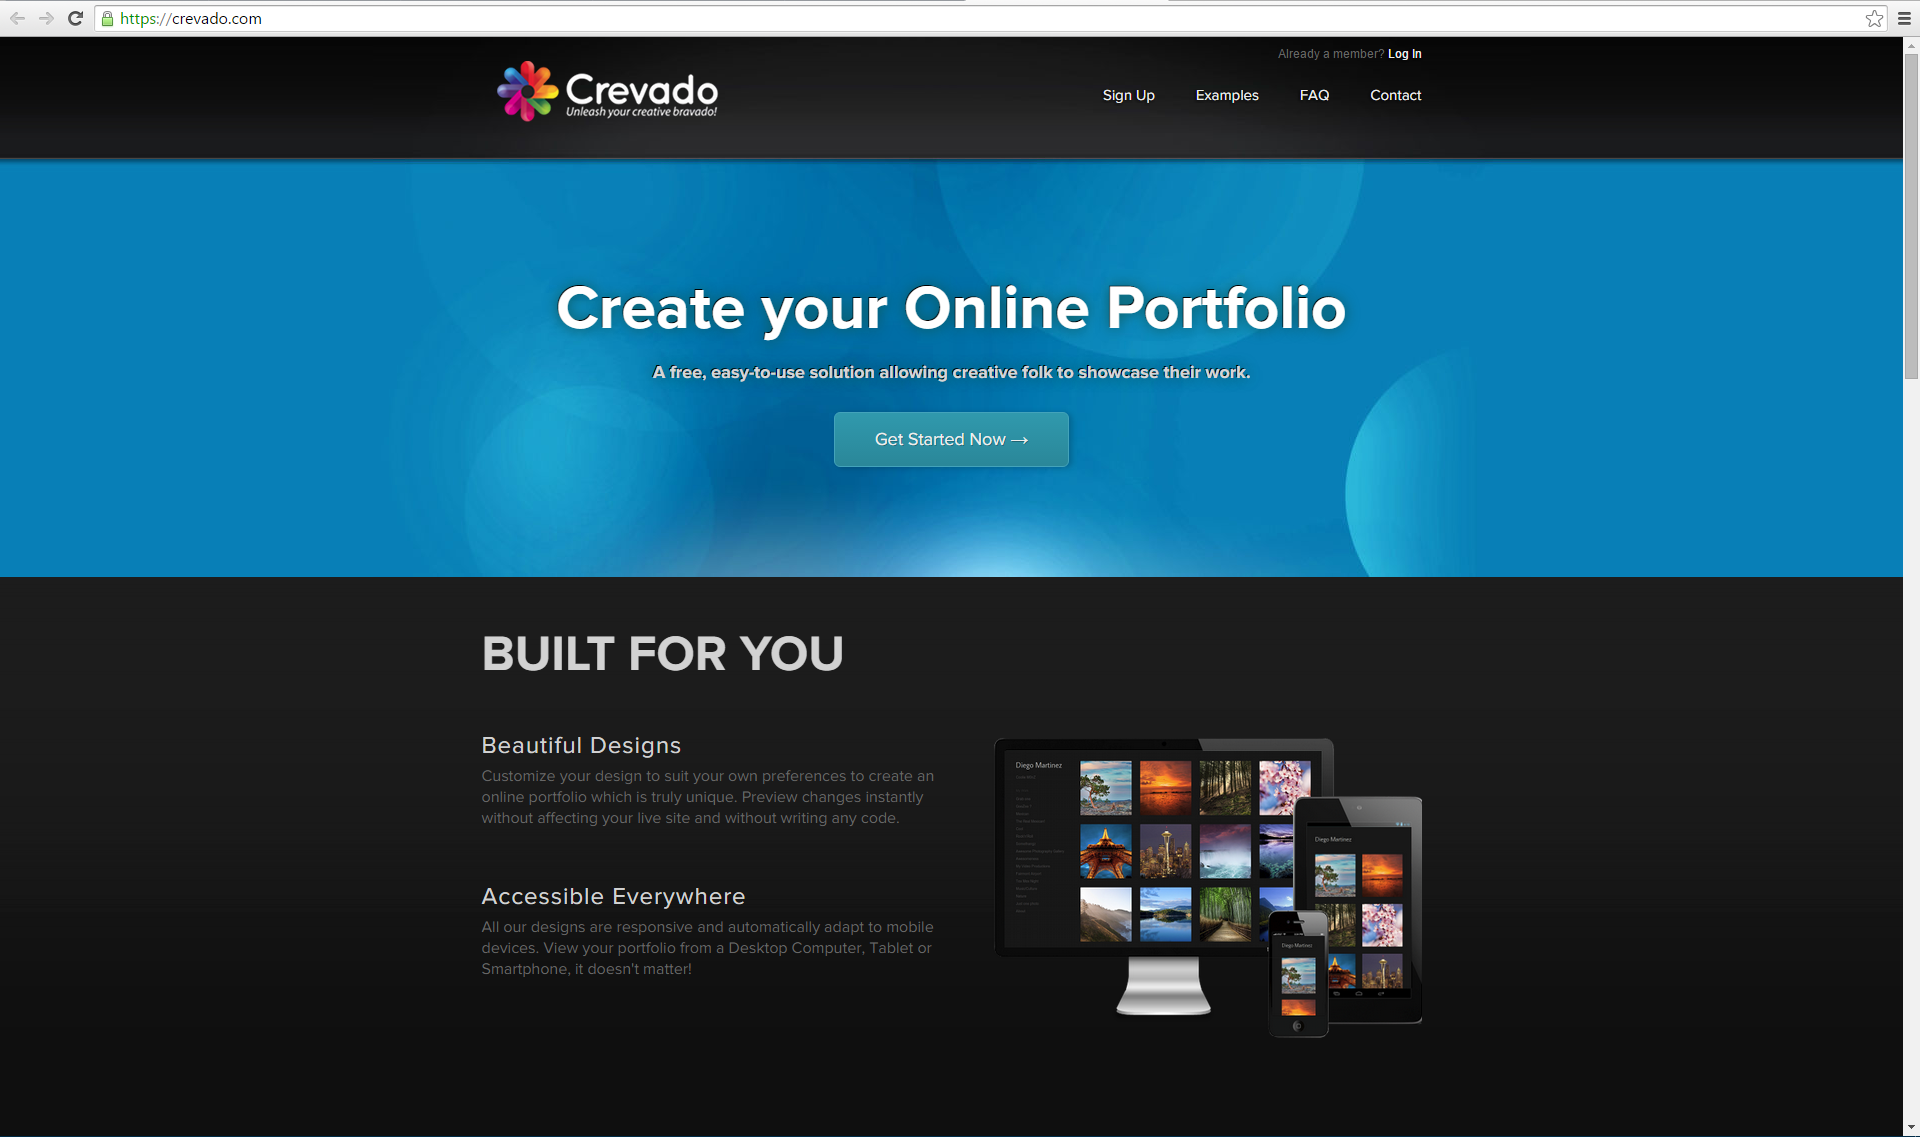 https://crevado.com
Already a member? Log In
Crevado
Unleash your creative bravado!
Sign Up
Examples
FAQ
Contact
Create your Online Portfolio
A free, easy-to-use solution allowing creative folk to showcase their work.
Get Started Now →
BUILT FOR YOU
Beautiful Designs
Customize your design to suit your own preferences to create an
online portfolio which is truly unique. Preview changes instantly
without affecting your live site and without writing any code.
Accessible Everywhere
All our designs are responsive and automatically adapt to mobile
devices. View your portfolio from a Desktop Computer, Tablet or
Smartphone, it doesn't matter!
Diego Martinez
Diego Martinez
Diego Martinez